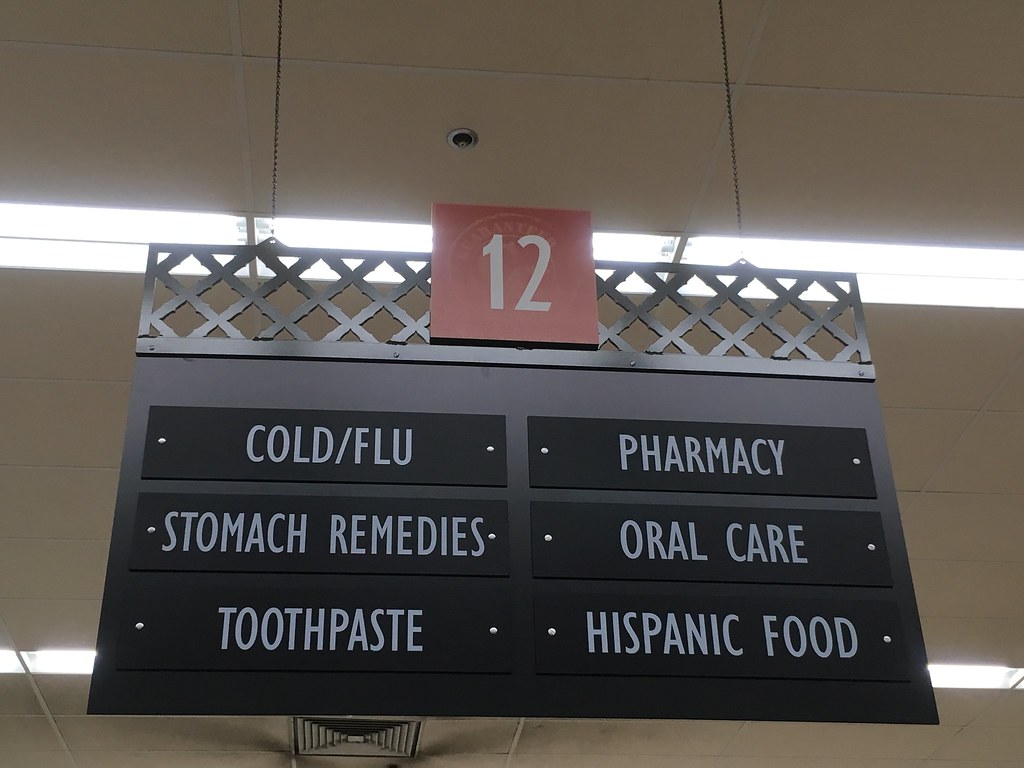 12
COLD/FLU
PHARMACY
STOMACH REMEDIES
ORAL CARE
TOOTHPASTE
HISPANIC FOOD